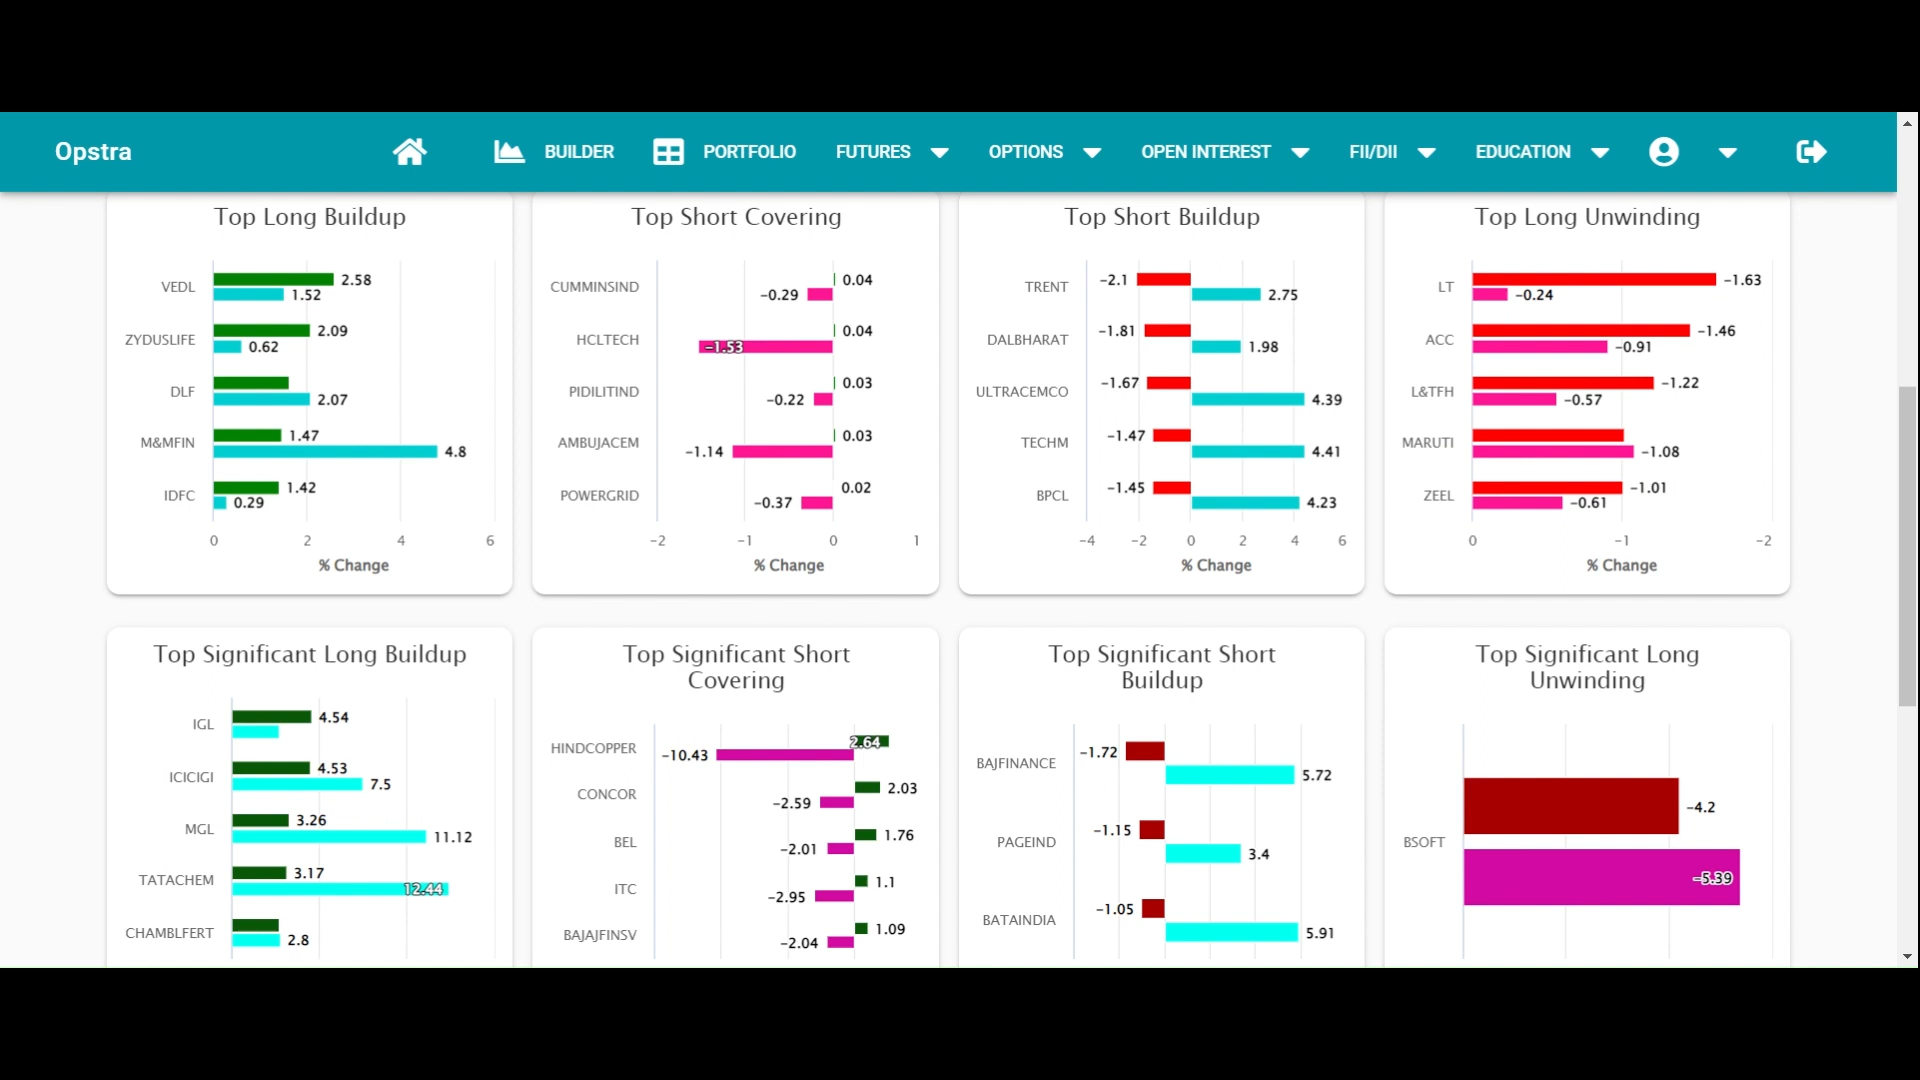 Opstra
BUILDER
PORTFOLIO
FUTURES
OPTIONS
OPEN INTEREST
FII/DII
EDUCATION
Top Long Buildup
VEDL 2.58
1.52
ZYDUSLIFE 2.09
0.62
DLF 2.07
M&MFIN 1.47
4.8
IDFC 1.42
0.29
0 2 4 6
% Change
Top Short Covering
CUMMINSIND 0.04
−0.29
HCLTECH 0.04
−1.53
PIDILITIND 0.03
−0.22
AMBUJACEM 0.03
−1.14
POWERGRID 0.02
−0.37
−2 −1 0 1
% Change
Top Short Buildup
TRENT −2.1
2.75
DALBHARAT −1.81
1.98
ULTRACEMCO −1.67
4.39
TECHM −1.47
4.41
BPCL −1.45
4.23
−4 −2 0 2 4 6
% Change
Top Long Unwinding
LT −1.63
−0.24
ACC −1.46
−0.91
L&TFH −1.22
−0.57
MARUTI −1.08
ZEEL −1.01
−0.61
0 −1 −2
% Change
Top Significant Long Buildup
IGL 4.54
ICICIGI 4.53
7.5
MGL 3.26
11.12
TATACHEM 3.17
12.44
CHAMBLFERT 2.8
Top Significant Short
Covering
HINDCOPPER 2.64
−10.43
CONCOR 2.03
−2.59
BEL 1.76
−2.01
ITC 1.1
−2.95
BAJAJFINSV 1.09
−2.04
Top Significant Short
Buildup
BAJFINANCE −1.72
5.72
PAGEIND −1.15
3.4
BATAINDIA −1.05
5.91
Top Significant Long
Unwinding
BSOFT −4.2
−5.39